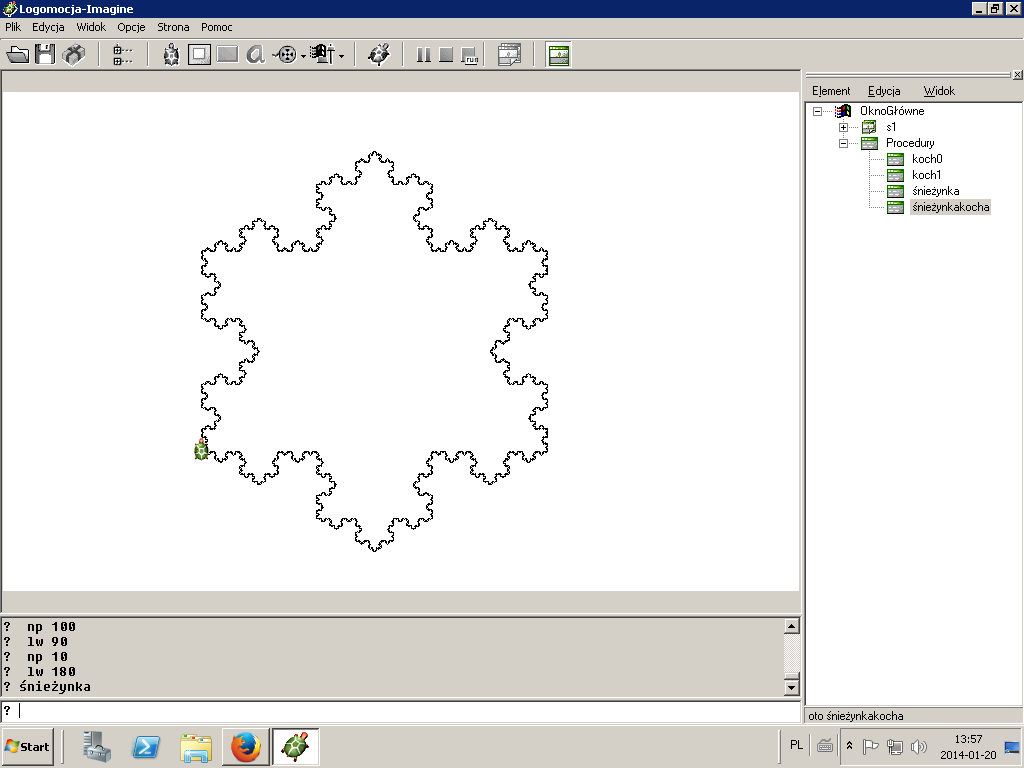 Logomocja-Imagine
Plik Edycja Widok Opcje Strona Pomoc
run
Element Edycja Widok
OknoGłówne
s1
Procedury
koch0
koch1
śnieżynka
śnieżynkakocha
? np 100
? lw 90
? np 10
? lw 180
? śnieżynka
?
oto śnieżynkakocha
Start
PL
13:57
2014-01-20